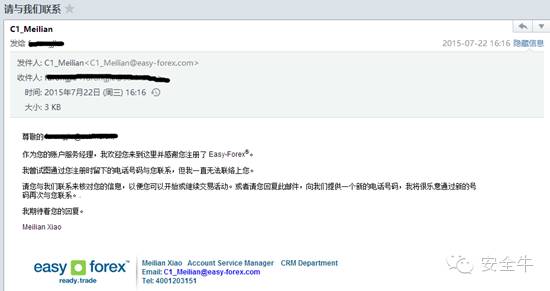 请与我们联系
C1_Meilian
发给
2015-07-22 16:16 隐藏信息
发件人: C1_Meilian<C1_Meilian@easy-forex.com>
收件人:
时间: 2015年7月22日 (周三) 16:16
大小: 3 KB
尊敬的
作为您的账户服务经理，我欢迎您来到这里并感谢您注册了 Easy-Forex®。
我曾试图通过您注册时留下的电话号码与您联系，但我一直无法联络上您。
请您与我们联系来核对您的信息，以便您可以开始或继续交易活动。或者请您回复此邮件，向我们提供一个新的电话号码，我将很乐意通过新的号
码再次与您联系。.
我期待着您的回复。
Meilian Xiao
easy forex™
ready.trade
Meilian Xiao Account Service Manager CRM Department
Email: C1_Meilian@easy-forex.com
Tel: 4001203151
安全牛